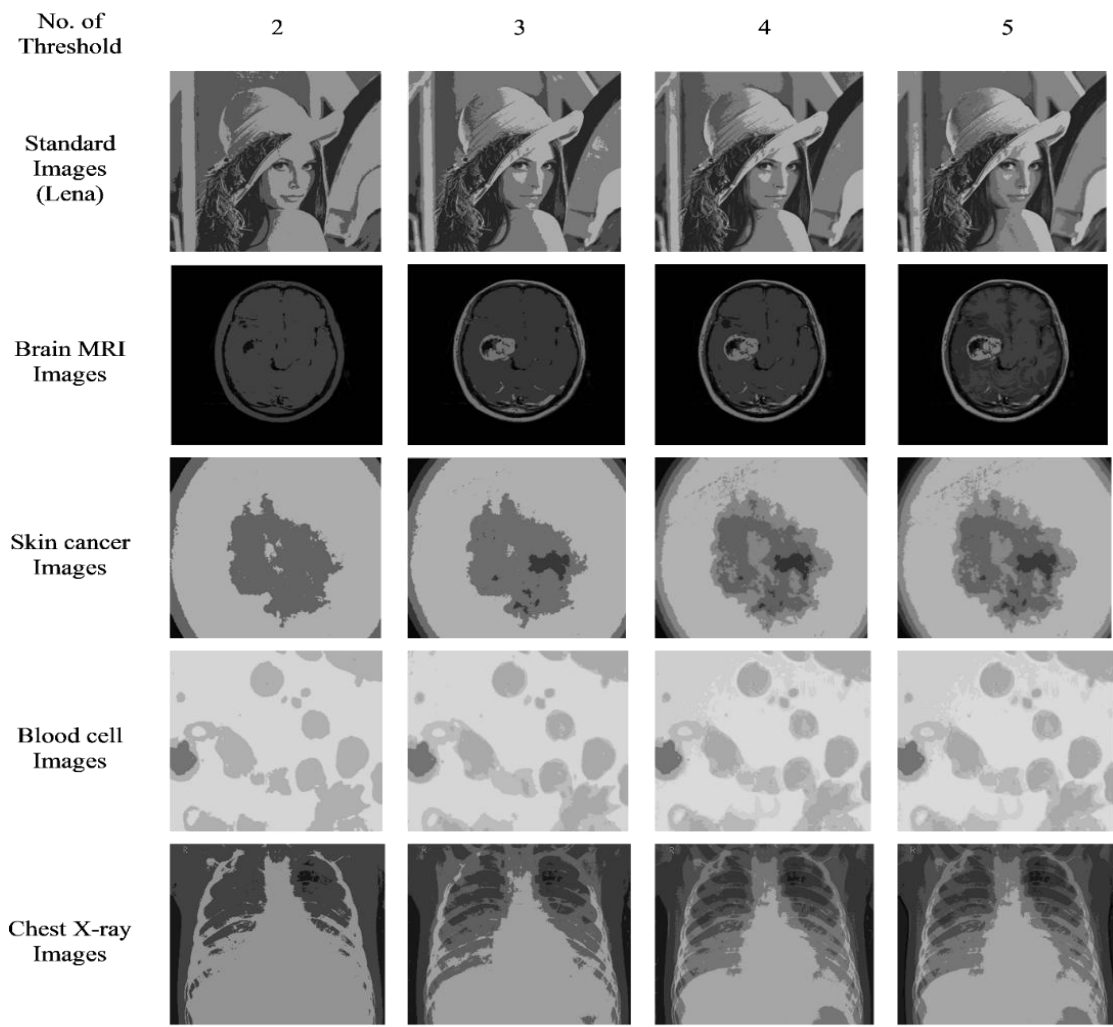 No. of
Threshold
2
3
4
5
Standard
Images
(Lena)
Brain MRI
Images
Skin cancer
Images
Blood cell
Images
Chest X-ray
Images